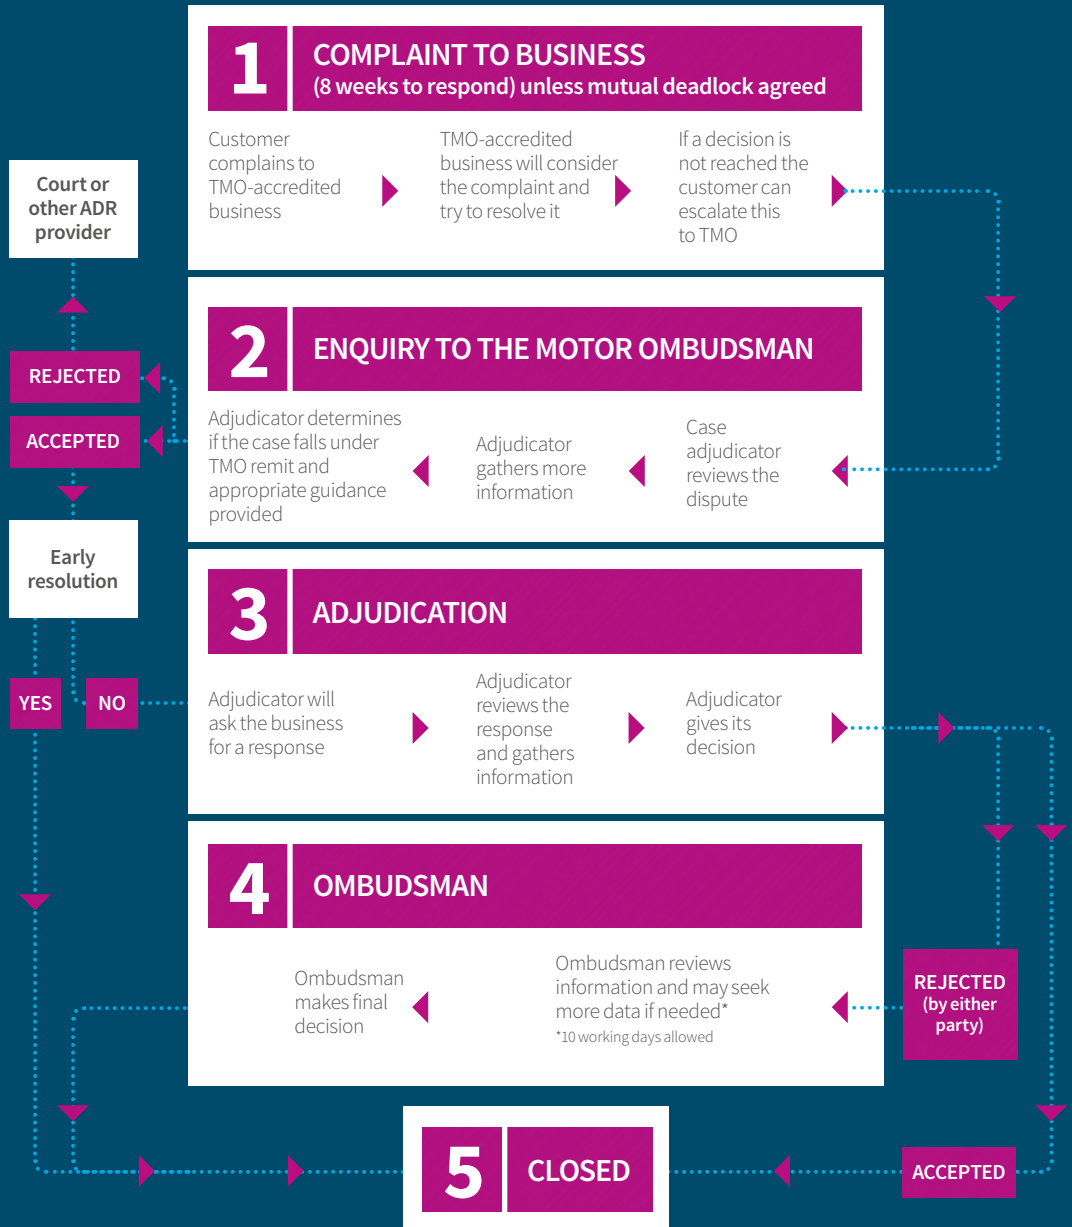 1
COMPLAINT TO BUSINESS
(8 weeks to respond) unless mutual deadlock agreed
Customer
complains to
TMO-accredited
business
TMO-accredited
business will consider
the complaint and
try to resolve it
If a decision is
not reached the
customer can
escalate this
to TMO
Court or
other ADR
provider
2
ENQUIRY TO THE MOTOR OMBUDSMAN
REJECTED
ACCEPTED
Adjudicator determines
if the case falls under
TMO remit and
appropriate guidance
provided
Adjudicator
gathers more
information
Case
adjudicator
reviews the
dispute
Early
resolution
3
ADJUDICATION
YES
NO
Adjudicator will
ask the business
for a response
Adjudicator
reviews the
response
and gathers
information
Adjudicator
gives its
decision
4
OMBUDSMAN
Ombudsman
makes final
decision
Ombudsman reviews
information and may seek
more data if needed*
*10 working days allowed
REJECTED
(by either
party)
5
CLOSED
ACCEPTED